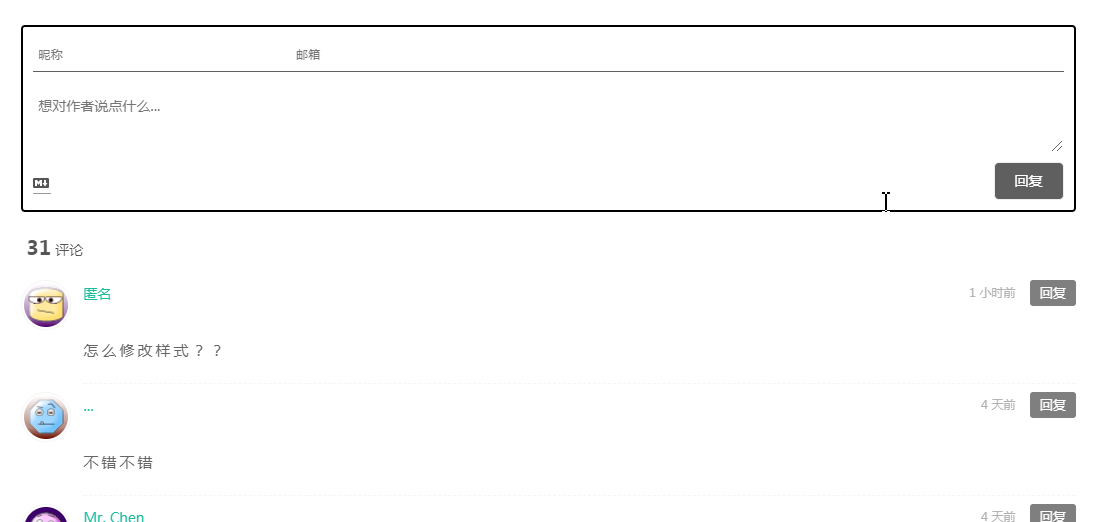 昵称 邮箱
想对作者说点什么...
M↓
回复
31 评论
匿名 1 小时前 回复
怎么修改样式？？
... 4 天前 回复
不错不错
Mr. Chen 4 天前 回复